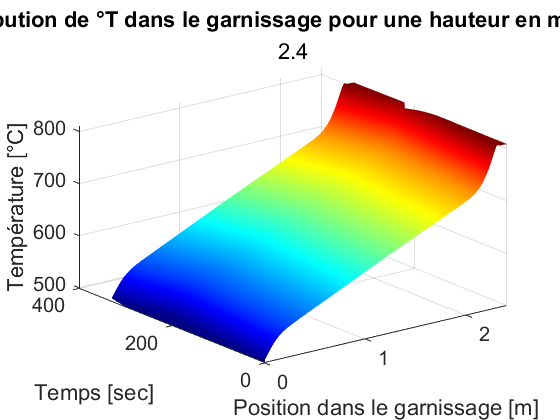 bution de °T dans le garnissage pour une hauteur en m
2.4
Température [°C]
800
700
600
500
400
200
0
Temps [sec]
0
1
2
Position dans le garnissage [m]